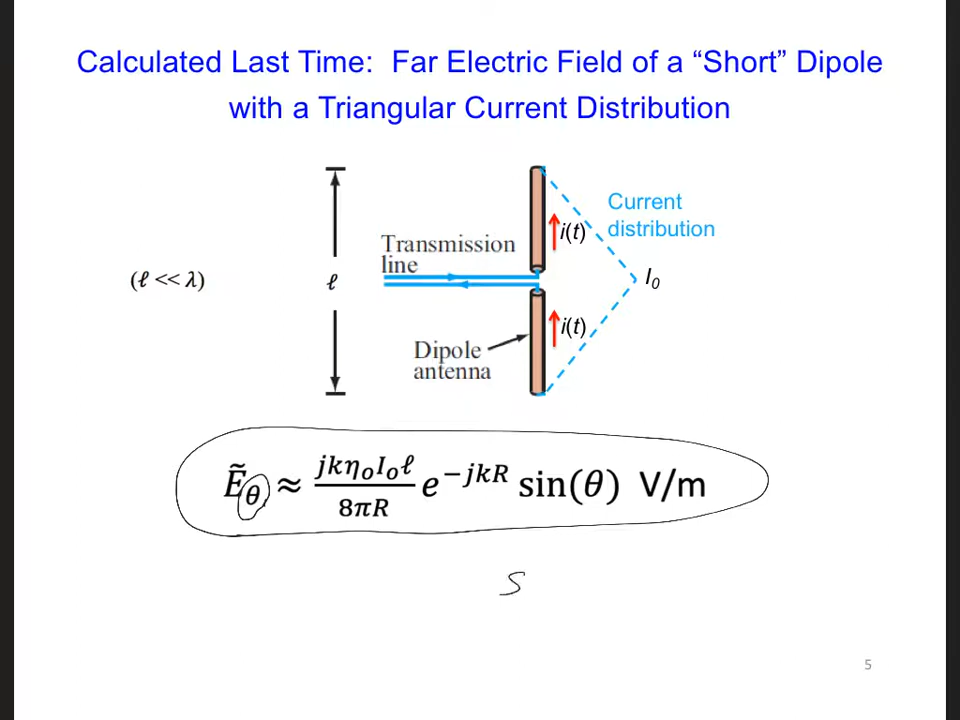 Calculated Last Time: Far Electric Field of a “Short” Dipole
with a Triangular Current Distribution
Current
distribution
i(t)
Transmission
line
(ℓ << λ)
ℓ
I₀
i(t)
Dipole
antenna
Ẽ_θ ≈ jkη₀I₀ℓ / 8πR e^{−jkR} sin(θ) V/m
S
5